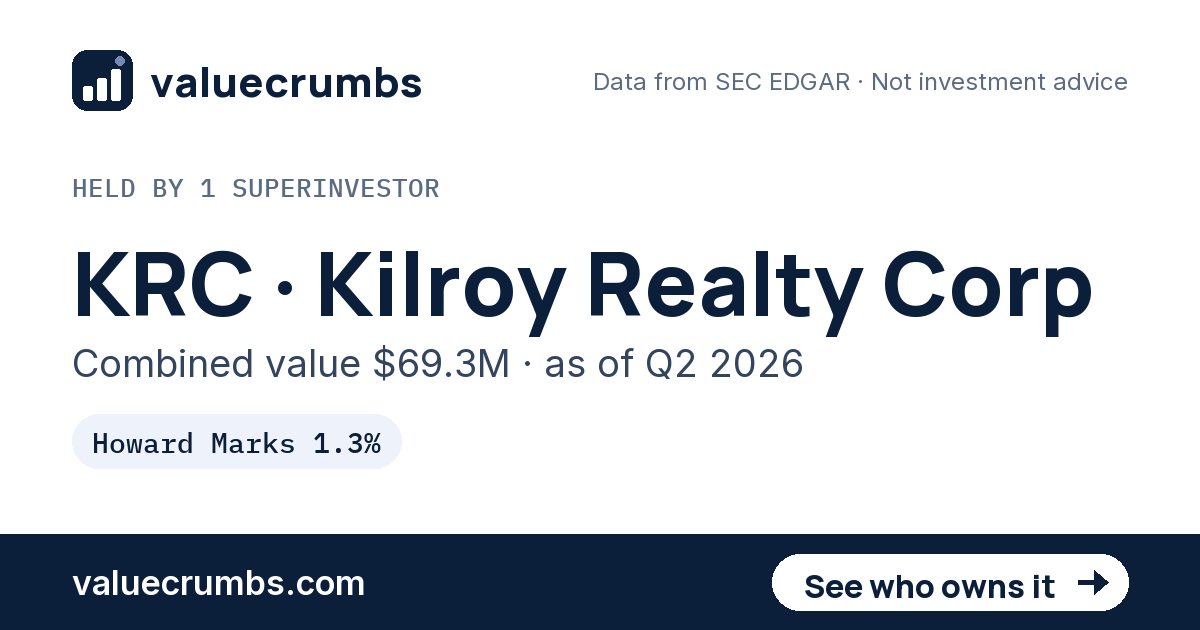 valuecrumbs
Data from SEC EDGAR · Not investment advice
HELD BY 1 SUPERINVESTOR
KRC · Kilroy Realty Corp
Combined value $69.3M · as of Q2 2026
Howard Marks 1.3%
valuecrumbs.com
See who owns it →